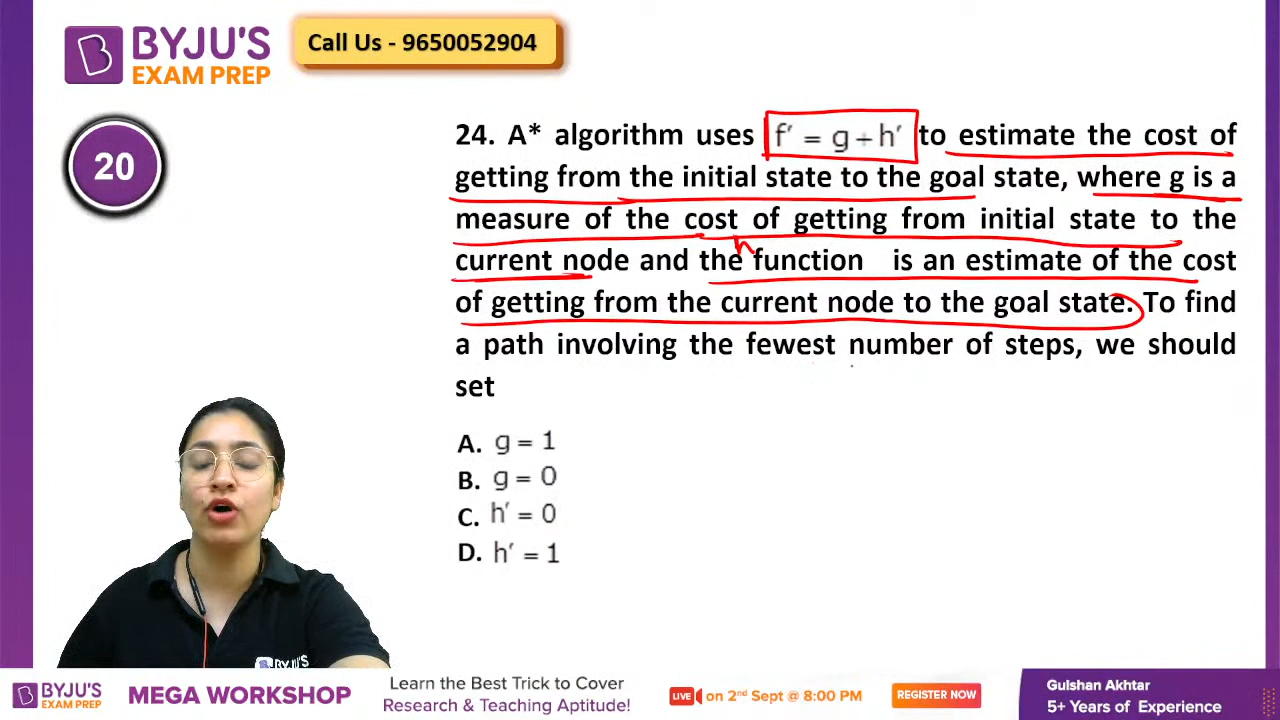 BYJU'S
EXAM PREP
Call Us - 9650052904
20
24. A* algorithm uses f′ = g + h′ to estimate the cost of
getting from the initial state to the goal state, where g is a
measure of the cost of getting from initial state to the
h
current node and the function is an estimate of the cost
of getting from the current node to the goal state. To find
a path involving the fewest number of steps, we should
set
A. g = 1
B. g = 0
C. h′ = 0
D. h′ = 1
BYJU'S
BYJU'S
EXAM PREP
MEGA WORKSHOP
Learn the Best Trick to Cover
Research & Teaching Aptitude!
LIVE on 2nd Sept @ 8:00 PM
REGISTER NOW
Gulshan Akhtar
5+ Years of Experience